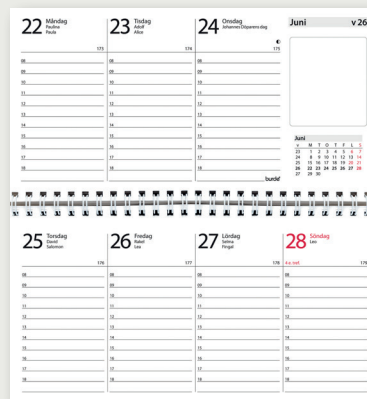 22 Måndag
Paulina
Paula
173
08
09
10
11
12
13
14
15
16
17
18
23 Tisdag
Adolf
Alice
174
08
09
10
11
12
13
14
15
16
17
18
24 Onsdag
Johannes Döparens dag
175
08
09
10
11
12
13
14
15
16
17
18
burde
Juni v 26
Juni
v M T O T F L S
23 1 2 3 4 5 6 7
24 8 9 10 11 12 13 14
25 15 16 17 18 19 20 21
26 22 23 24 25 26 27 28
27 29 30
25 Torsdag
David
Salomon
176
08
09
10
11
12
13
14
15
16
17
18
26 Fredag
Rakel
Lea
177
08
09
10
11
12
13
14
15
16
17
18
27 Lördag
Selma
Fingal
178
08
09
10
11
12
13
14
15
16
17
18
28 Söndag
Leo
4 e. tref. 179
08
09
10
11
12
13
14
15
16
17
18